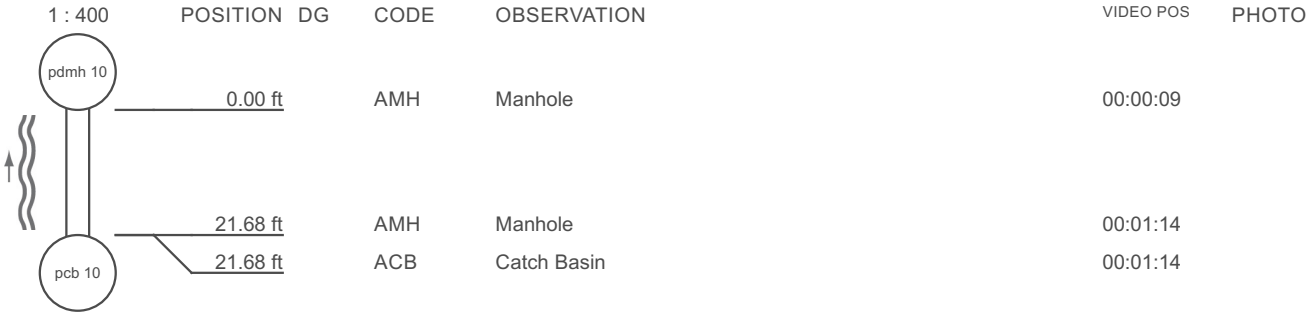 1 : 400 POSITION DG CODE OBSERVATION VIDEO POS PHOTO
pdmh 10
0.00 ft AMH Manhole 00:00:09
21.68 ft AMH Manhole 00:01:14
21.68 ft ACB Catch Basin 00:01:14
pcb 10